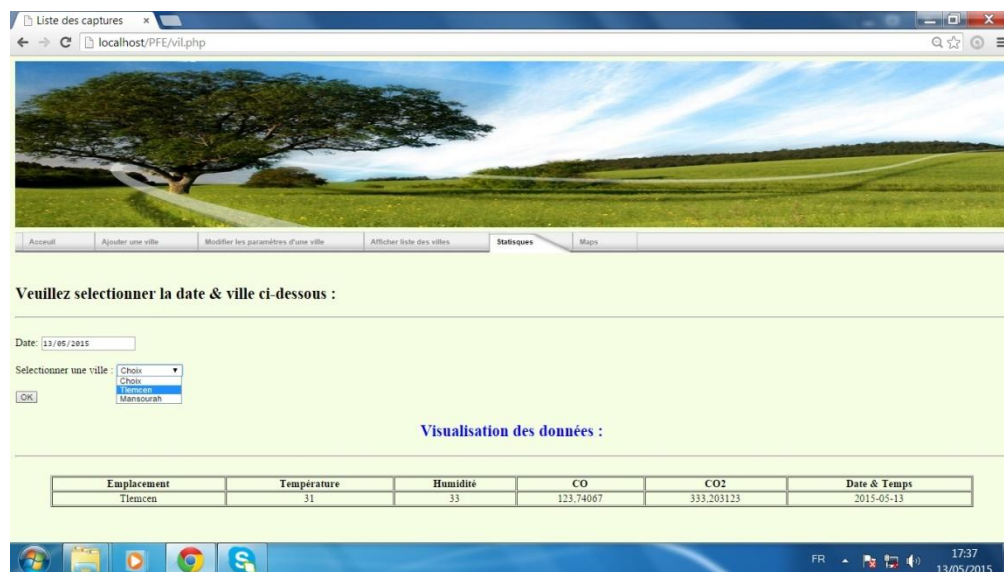 Liste des captures
localhost/PFE/vil.php
Acceuil Ajouter une ville Modifier les paramètres d'une ville Afficher liste des villes Statisques Maps
Veuillez selectionner la date & ville ci-dessous :
Date: 13/05/2015
Selectionner une ville : Choix
Choix
Tlemcen
Mansourah
OK
Visualisation des données :
Emplacement Température Humidité CO CO2 Date & Temps
Tlemcen 31 33 123,74067 333,203123 2015-05-13
FR 17:37
13/05/2015